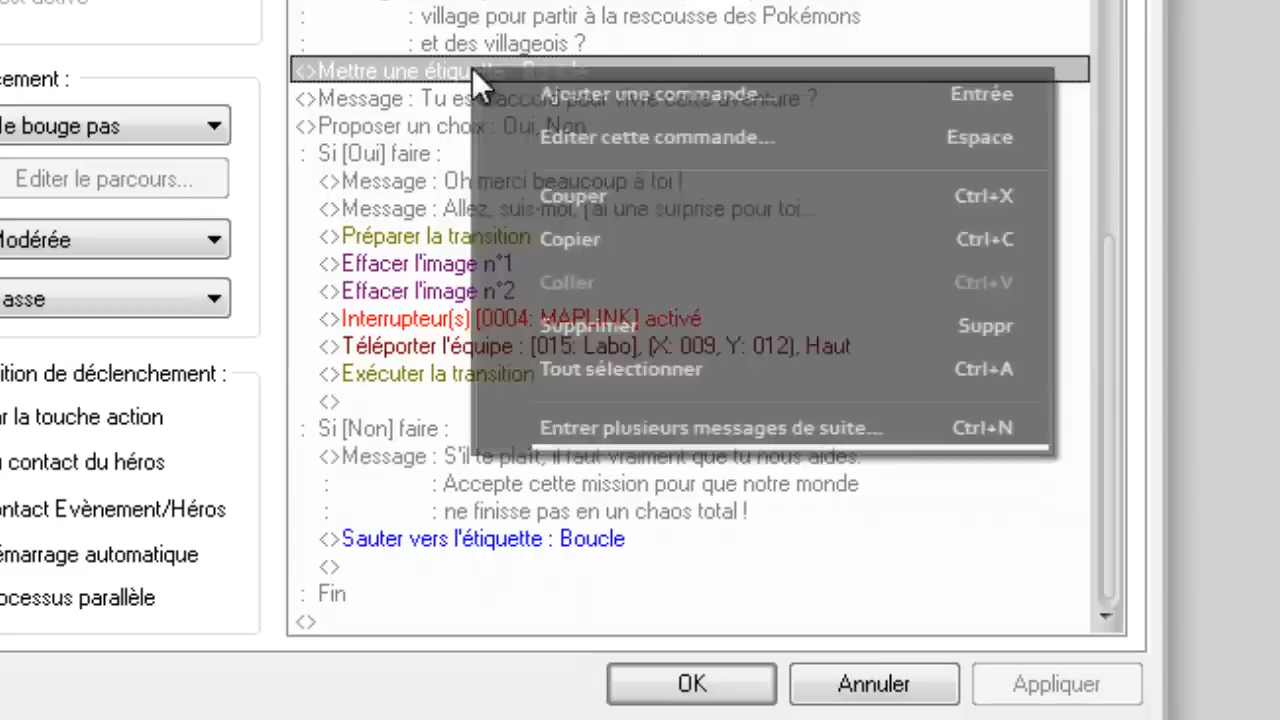 : : village pour partir à la rescousse des Pokémons
: : et des villageois ?
cement :
<>Mettre une étiquette : Boucle
<>Message : Tu es d'accord pour vivre cette aventure ?
Ne bouge pas
<>Proposer un choix : Oui, Non
: Si [Oui] faire :
Editer le parcours...
<>Message : Oh merci beaucoup à toi !
<>Message : Allez, suis-moi, j'ai une surprise pour toi...
Modérée
<>Préparer la transition
<>Effacer l'image n°1
<>Effacer l'image n°2
asse
<>Interrupteur(s) [0004: MAPLINK] activé
<>Téléporter l'équipe : [015: Labo], (X: 009, Y: 012), Haut
ition de déclenchement :
<>Exécuter la transition
<>
r la touche action
: Si [Non] faire :
<>Message : S'il te plaît, il faut vraiment que tu nous aides.
contact du héros
: : Accepte cette mission pour que notre monde
ontact Evènement/Héros
: : ne finisse pas en un chaos total !
<>Sauter vers l'étiquette : Boucle
émarrage automatique
<>
ocessus parallèle
: Fin
<>
Ajouter une commande... Entrée
Editer cette commande... Espace
Couper Ctrl+X
Copier Ctrl+C
Coller Ctrl+V
Supprimer Suppr
Tout sélectionner Ctrl+A
Entrer plusieurs messages de suite... Ctrl+N
OK Annuler Appliquer